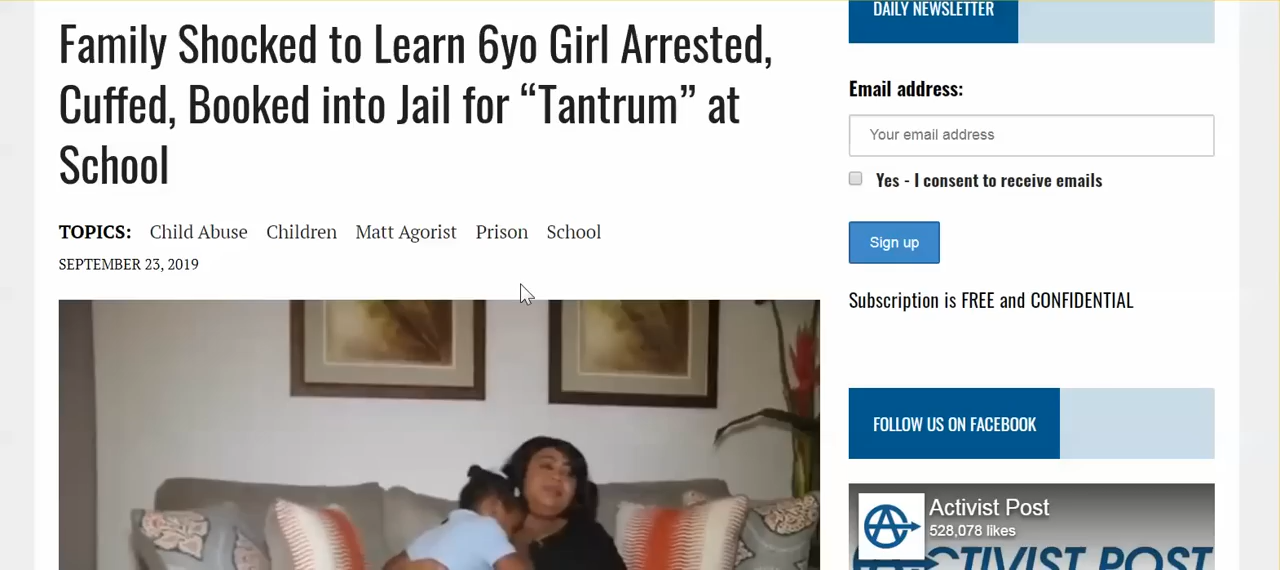 Family Shocked to Learn 6yo Girl Arrested,
Cuffed, Booked into Jail for “Tantrum” at
School
TOPICS: Child Abuse Children Matt Agorist Prison School
SEPTEMBER 23, 2019
DAILY NEWSLETTER
Email address:
Your email address
Yes - I consent to receive emails
Sign up
Subscription is FREE and CONFIDENTIAL
FOLLOW US ON FACEBOOK
Activist Post
528,078 likes
ACTIVIST POST